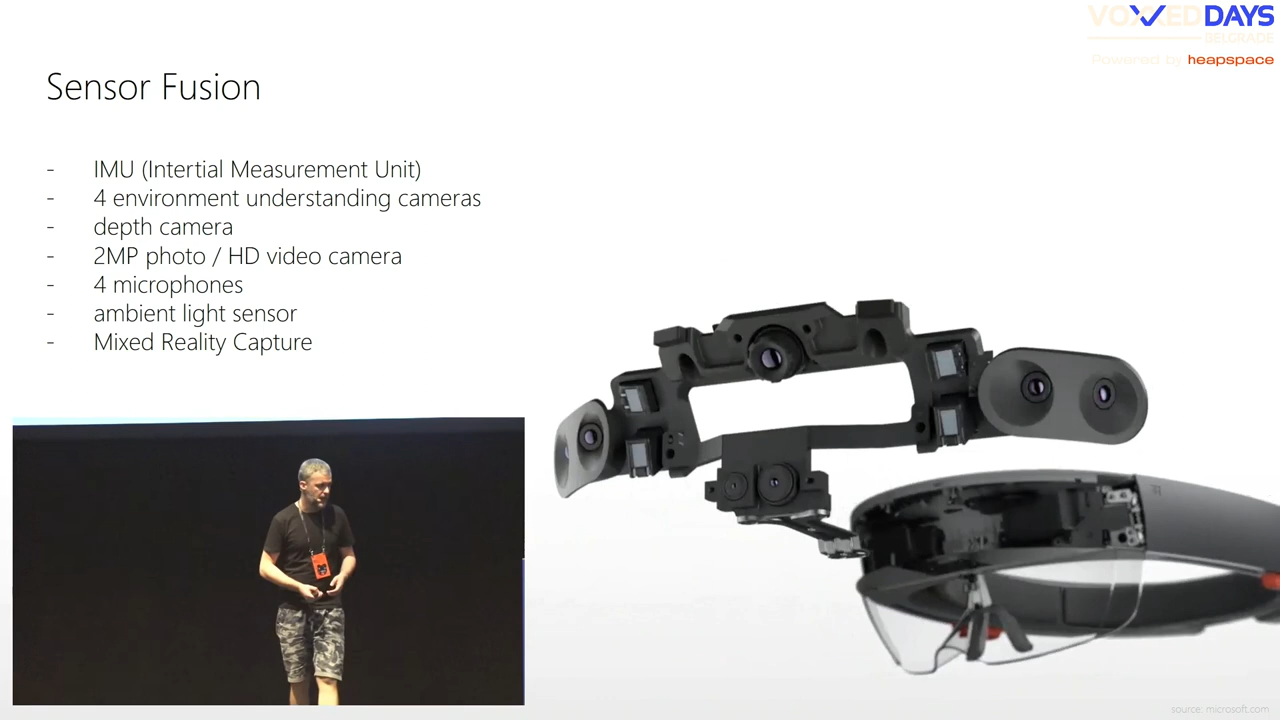 VOXXED DAYS
BELGRADE
Powered by heapspace
Sensor Fusion
- IMU (Intertial Measurement Unit)
- 4 environment understanding cameras
- depth camera
- 2MP photo / HD video camera
- 4 microphones
- ambient light sensor
- Mixed Reality Capture
source: microsoft.com